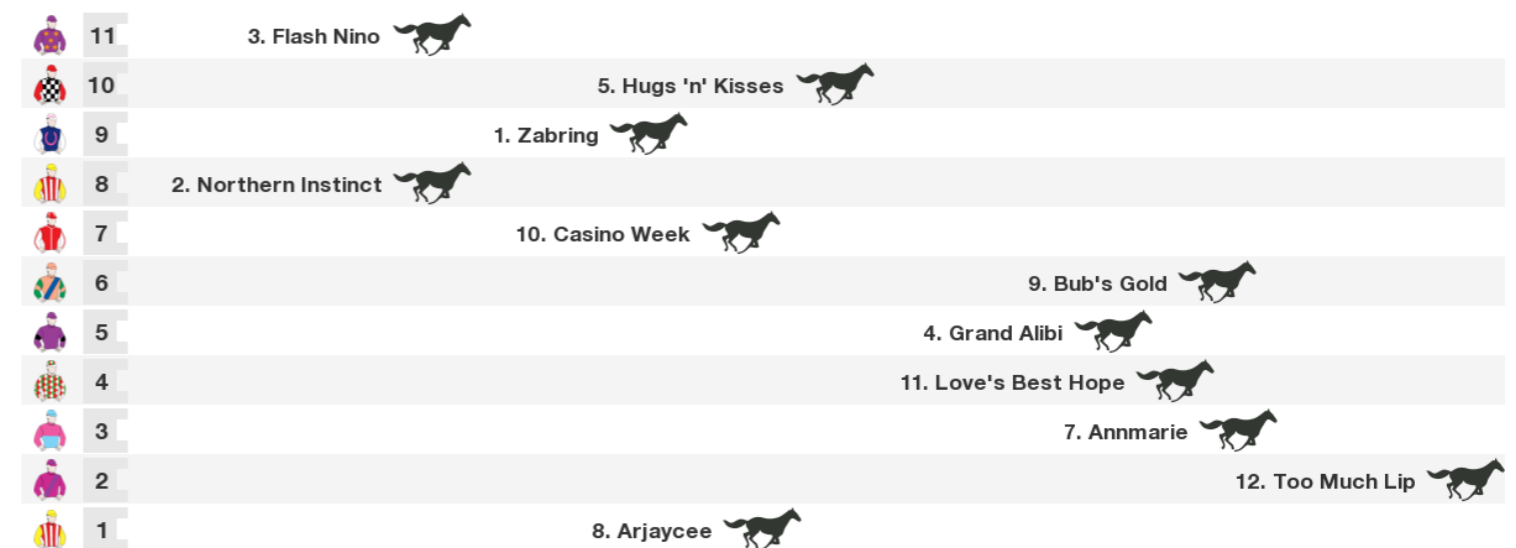 11 3. Flash Nino
10 5. Hugs 'n' Kisses
9 1. Zabring
8 2. Northern Instinct
7 10. Casino Week
6 9. Bub's Gold
5 4. Grand Alibi
4 11. Love's Best Hope
3 7. Annmarie
2 12. Too Much Lip
1 8. Arjaycee